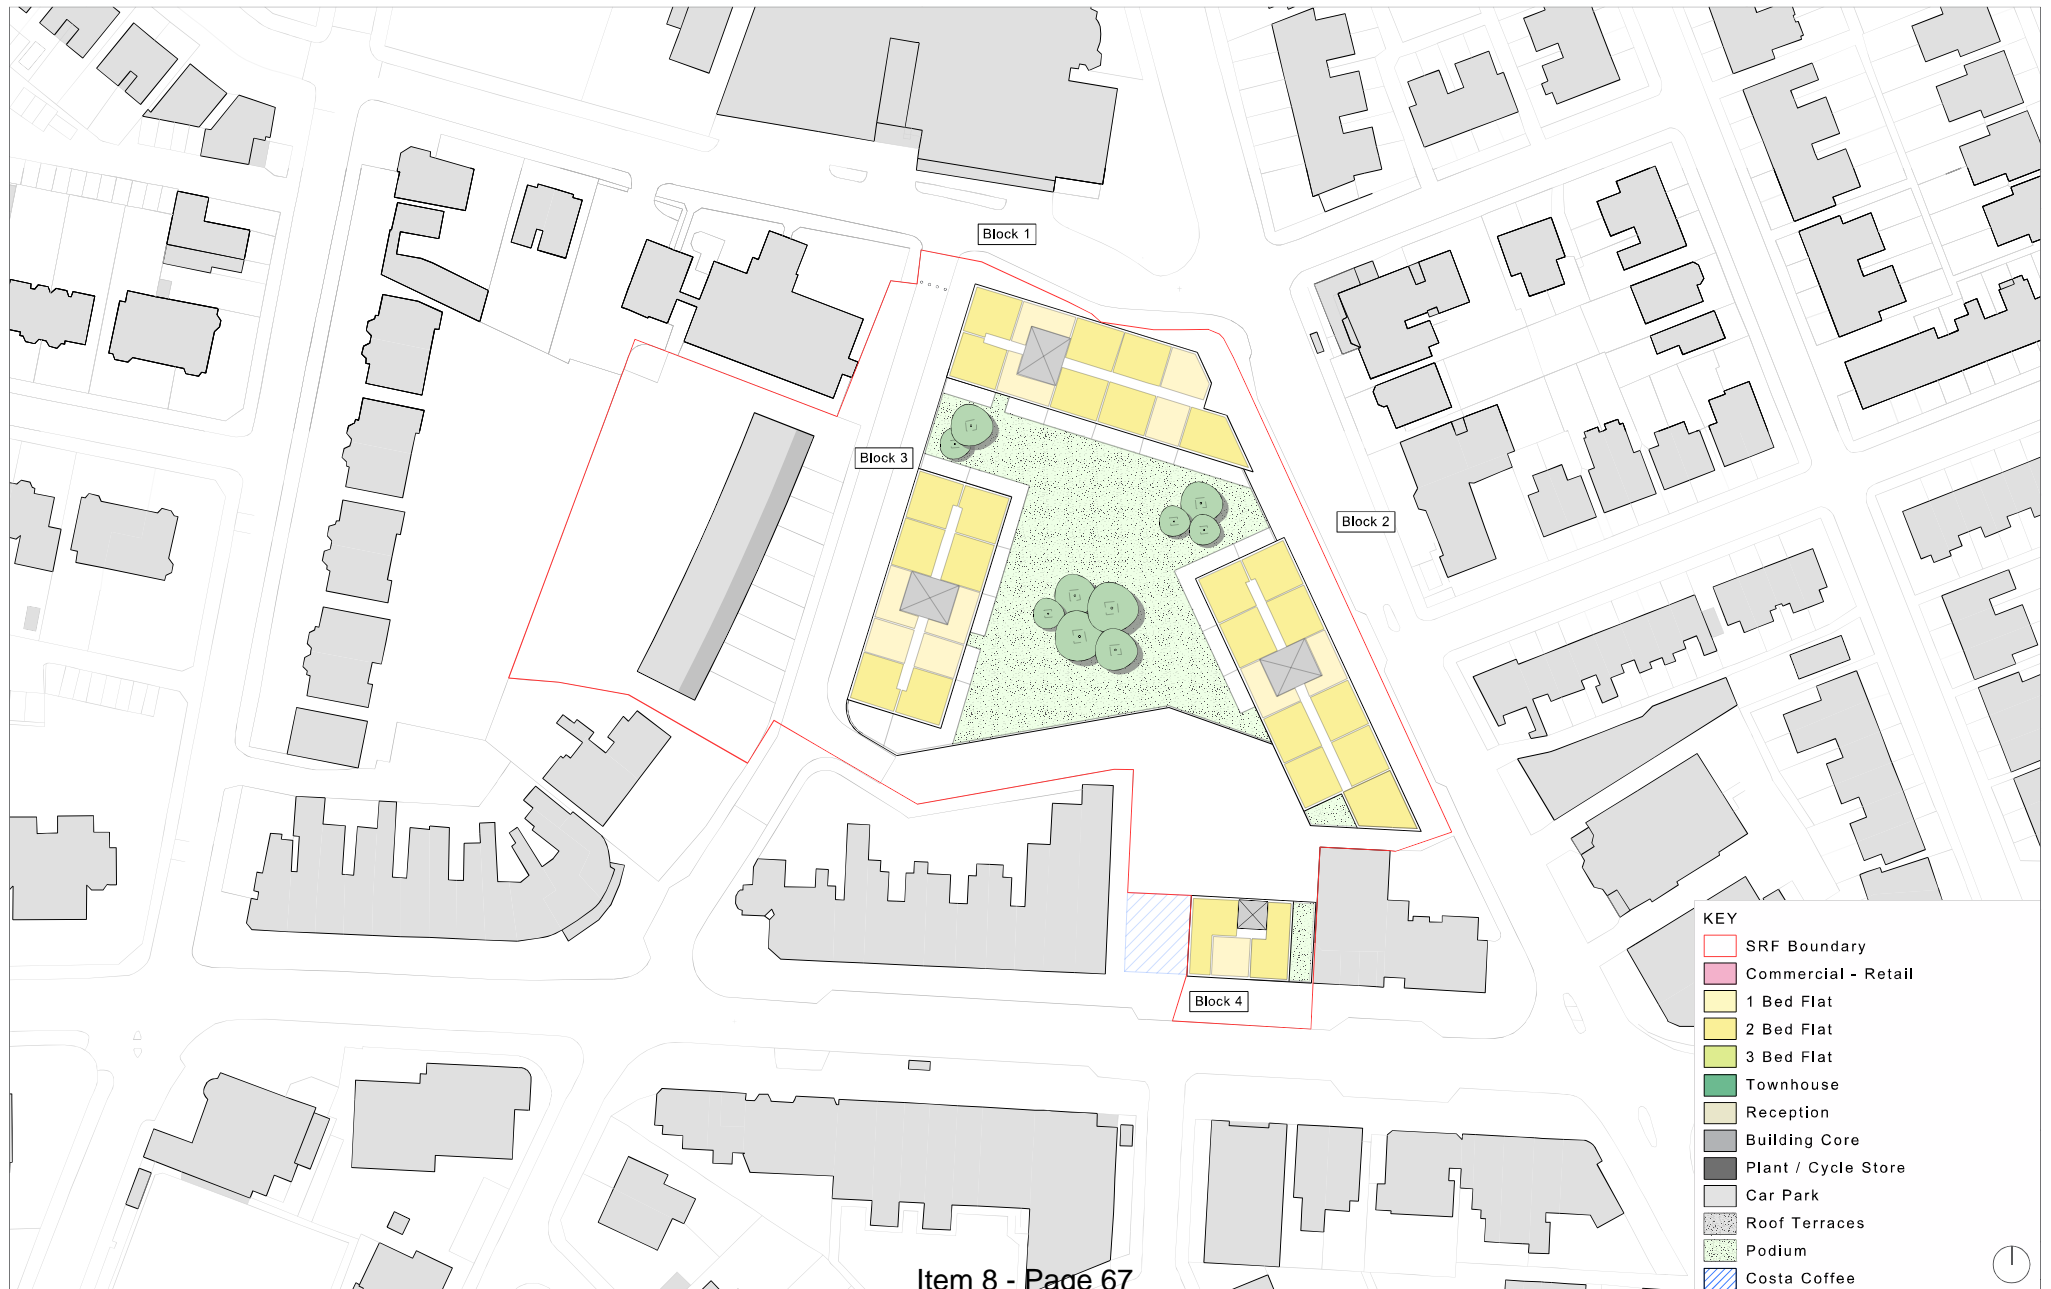 Block 1
Block 3
Block 2
Block 4
KEY
SRF Boundary
Commercial - Retail
1 Bed Flat
2 Bed Flat
3 Bed Flat
Townhouse
Reception
Building Core
Plant / Cycle Store
Car Park
Roof Terraces
Podium
Costa Coffee
Item 8 - Page 67